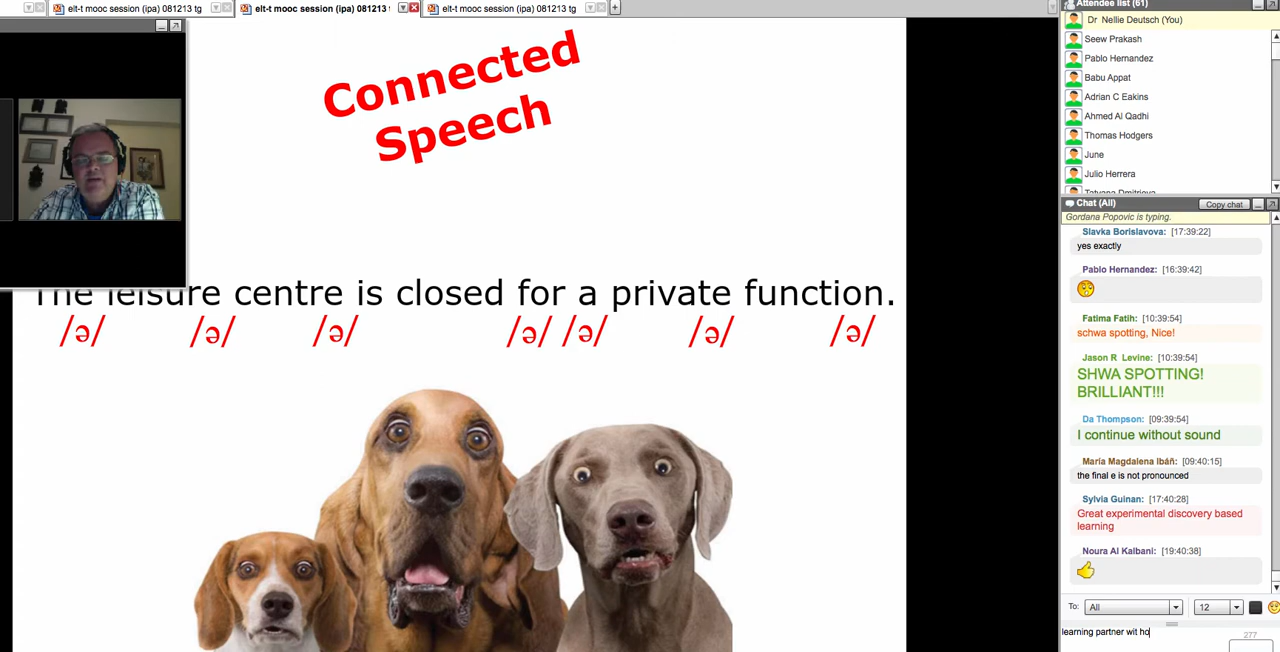 elt-t mooc session (ipa) 081213 tg
elt-t mooc session (ipa) 081213
elt-t mooc session (ipa) 081213 tg
Connected
Speech
The leisure centre is closed for a private function.
/ə/ /ə/ /ə/ /ə/ /ə/ /ə/ /ə/
Attendee list (61)
Dr Nellie Deutsch (You)
Seew Prakash
Pablo Hernandez
Babu Appat
Adrian C Eakins
Ahmed Al Qadhi
Thomas Hodgers
June
Julio Herrera
Tatyana Dmitrieva
Chat (All)
Copy chat
Gordana Popovic is typing.
Slavka Borislavova: [17:39:22]
yes exactly
Pablo Hernandez: [16:39:42]
Fatima Fatih: [10:39:54]
schwa spotting, Nice!
Jason R Levine: [10:39:54]
SHWA SPOTTING!
BRILLIANT!!!
Da Thompson: [09:39:54]
I continue without sound
María Magdalena Ibáñ: [09:40:15]
the final e is not pronounced
Sylvia Guinan: [17:40:28]
Great experimental discovery based
learning
Noura Al Kalbani: [19:40:38]
To: All 12
learning partner wit ho
277